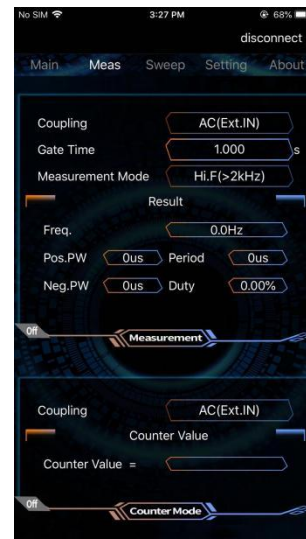 No SIM 3:27 PM 68%
disconnect
Main Meas Sweep Setting About
Coupling AC(Ext.IN)
Gate Time 1.000 s
Measurement Mode Hi.F(>2kHz)
Result
Freq. 0.0Hz
Pos.PW 0us Period 0us
Neg.PW 0us Duty 0.00%
Off Measurement
Coupling AC(Ext.IN)
Counter Value
Counter Value =
Off Counter Mode